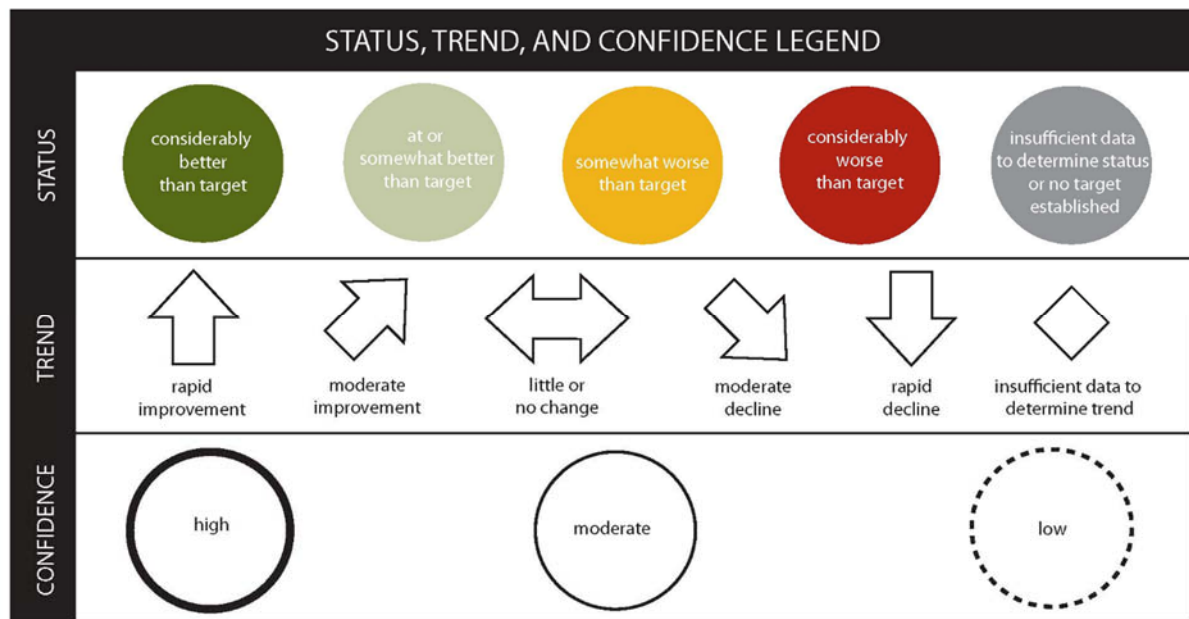 STATUS, TREND, AND CONFIDENCE LEGEND
STATUS
considerably
better
than target
at or
somewhat better
than target
somewhat worse
than target
considerably
worse
than target
insufficient data
to determine status
or no target
established
TREND
rapid
improvement
moderate
improvement
little or
no change
moderate
decline
rapid
decline
insufficient data to
determine trend
CONFIDENCE
high
moderate
low